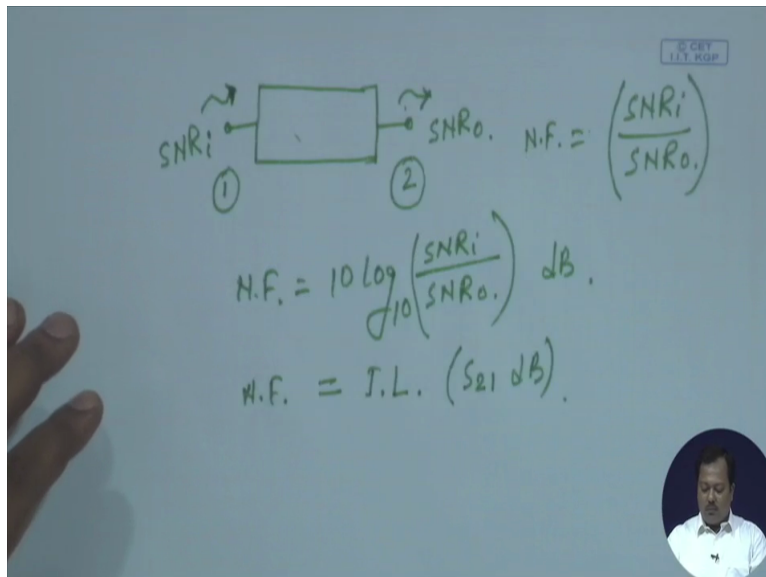 © CET
I.I.T. KGP
SNRi
①
②
SNRo.
N.F. = (SNRi / SNRo.)
N.F. = 10 log₁₀ (SNRi / SNRo.) dB.
N.F. = I.L. (S₂₁ dB).